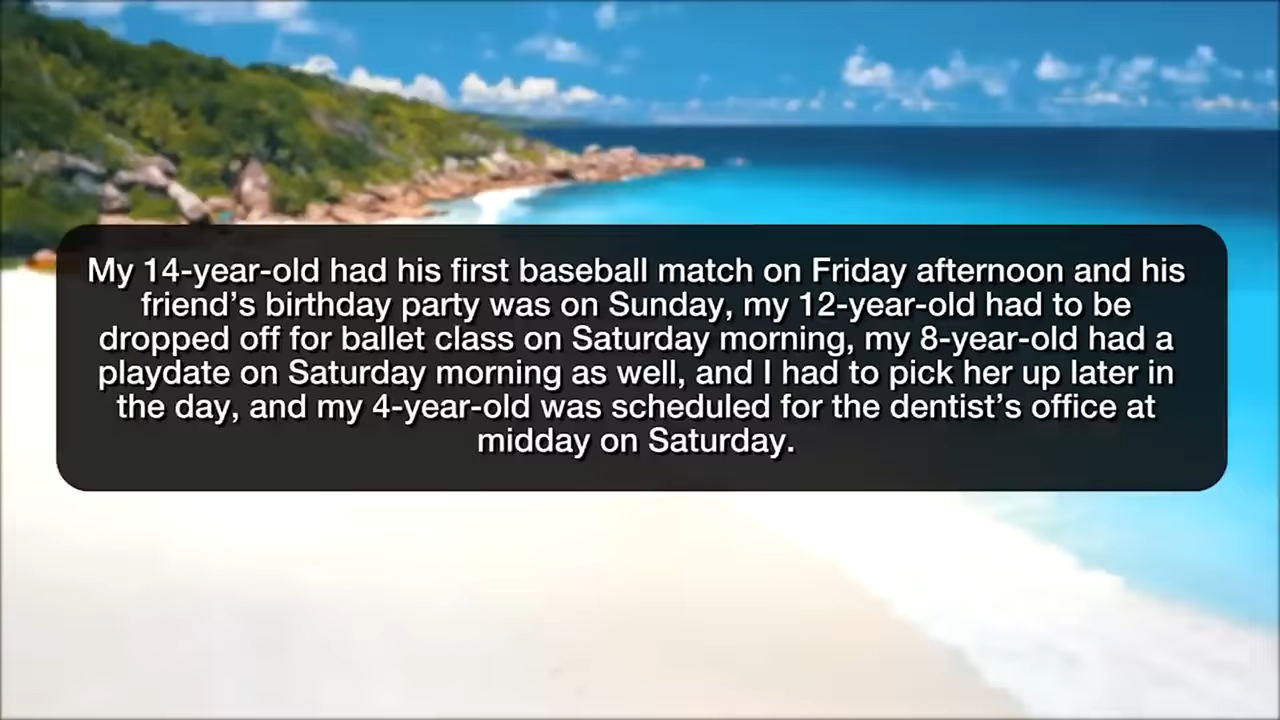 My 14-year-old had his first baseball match on Friday afternoon and his
friend’s birthday party was on Sunday, my 12-year-old had to be
dropped off for ballet class on Saturday morning, my 8-year-old had a
playdate on Saturday morning as well, and I had to pick her up later in
the day, and my 4-year-old was scheduled for the dentist’s office at
midday on Saturday.